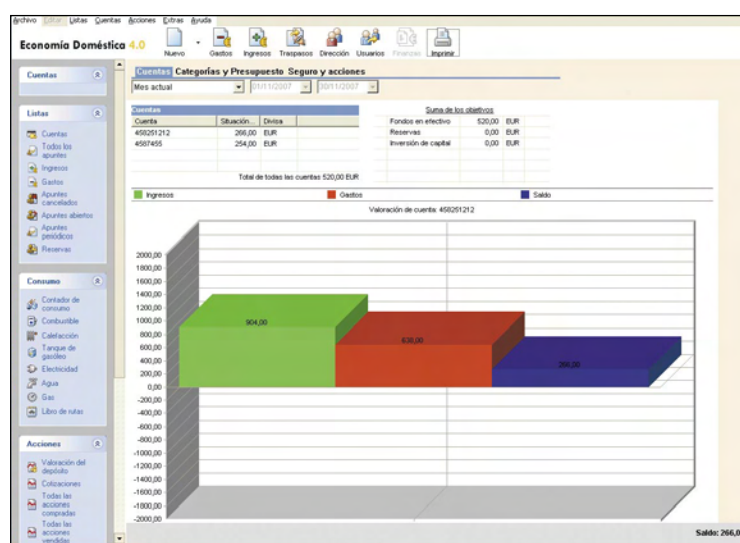 Archivo Editar Listas Cuentas Acciones Extras Ayuda
Economía Doméstica 4.0
Nuevo Gastos Ingresos Traspasos Dirección Usuarios Finanzas Imprimir
Cuentas
Cuentas Categorías y Presupuesto Seguro y acciones
Mes actual 01/11/2007 30/11/2007
Listas
Cuentas
Todos los
apuntes
Ingresos
Gastos
Apuntes
cancelados
Apuntes abiertos
Apuntes
periódicos
Reservas
Consumo
Contador de
consumo
Combustible
Calefacción
Tanque de
gasóleo
Electricidad
Agua
Gas
Libro de rutas
Acciones
Valoración del
depósito
Cotizaciones
Todas las
acciones
compradas
Todas las
acciones
vendidas
Cuentas
Cuenta Situación... Divisa
458251212 266,00 EUR
4587455 254,00 EUR
Total de todas las cuentas 520,00 EUR
Suma de los objetivos
Fondos en efectivo 520,00 EUR
Reservas 0,00 EUR
Inversión de capital 0,00 EUR
Ingresos Gastos Saldo
Valoración de cuenta: 458251212
2000,00
1800,00
1600,00
1400,00
1200,00
1000,00
800,00
600,00
400,00
200,00
0,00
-200,00
-400,00
-600,00
-800,00
-1000,00
-1200,00
-1400,00
-1600,00
-1800,00
-2000,00
904,00
638,00
266,00
Saldo: 266,0